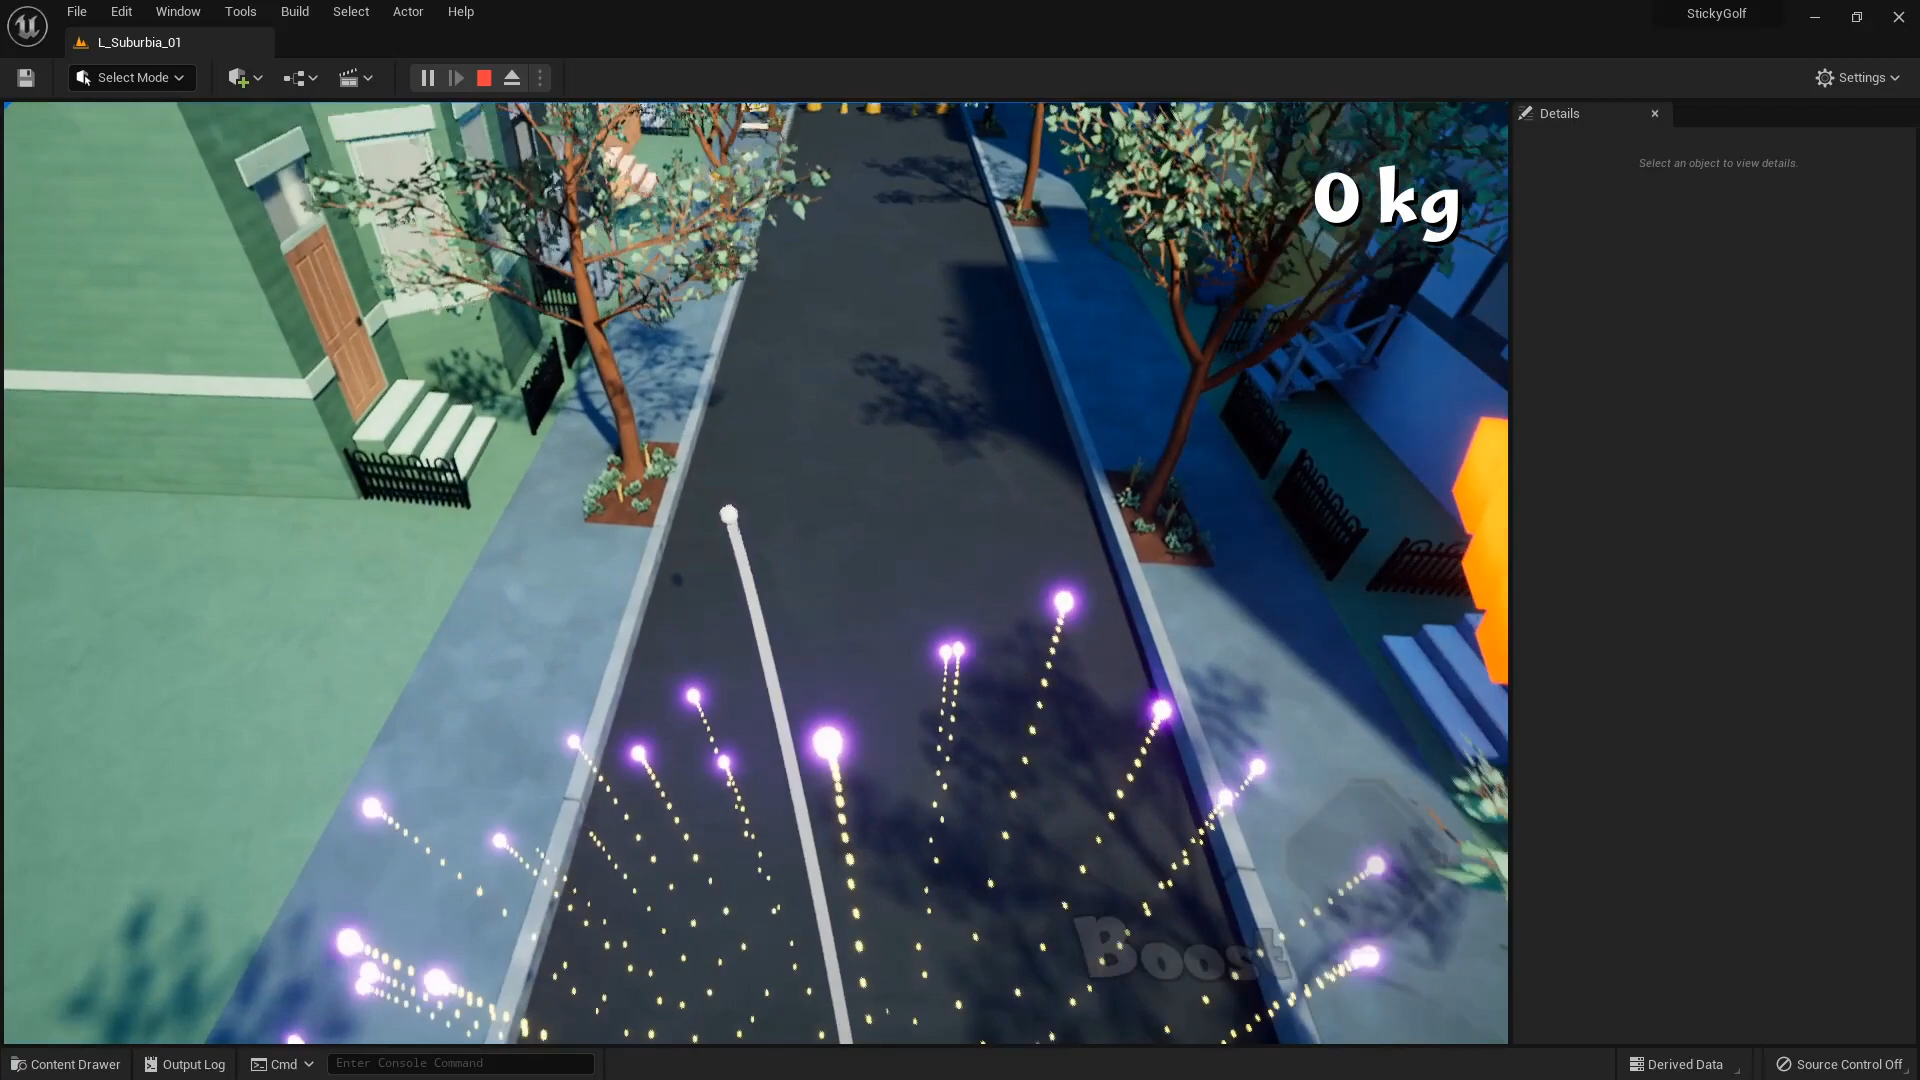 File Edit Window Tools Build Select Actor Help
StickyGolf
L_Suburbia_01
Select Mode
Settings
Details
Select an object to view details.
0 kg
Boost
Content Drawer
Output Log
Cmd
Enter Console Command
Derived Data
Source Control Off